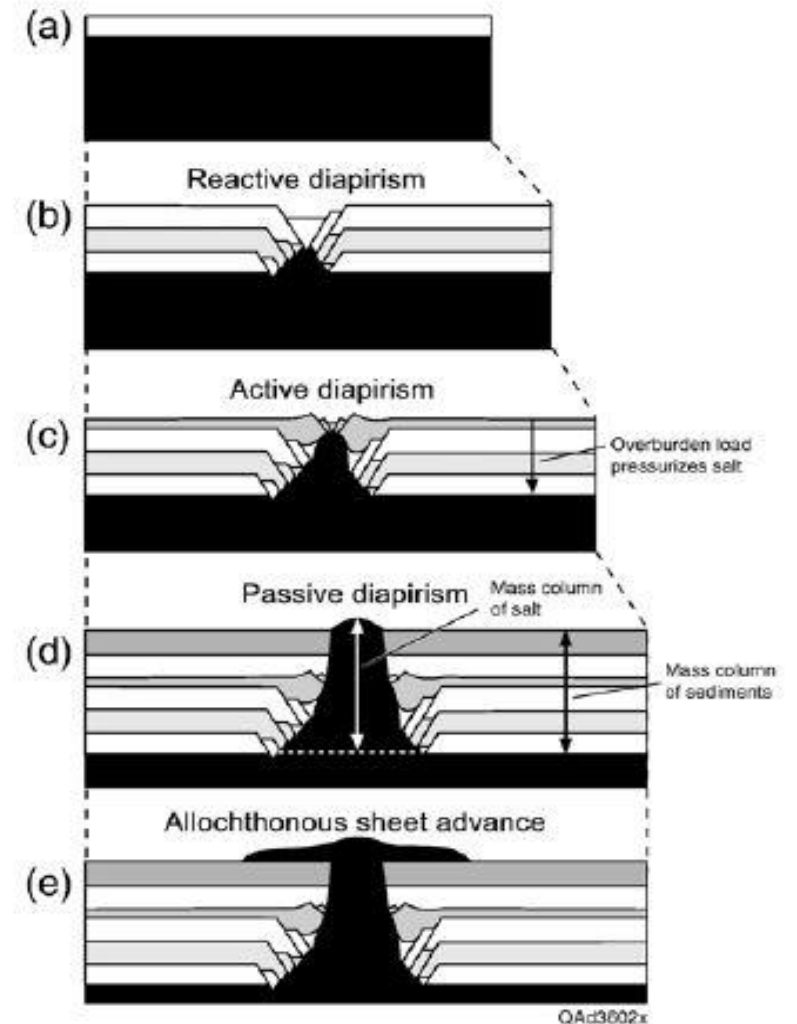 (a)
Reactive diapirism
(b)
Active diapirism
(c)
Overburden load
pressurizes salt
Passive diapirism
Mass column
of salt
(d)
Mass column
of sediments
Allochthonous sheet advance
(e)
QAd3602x